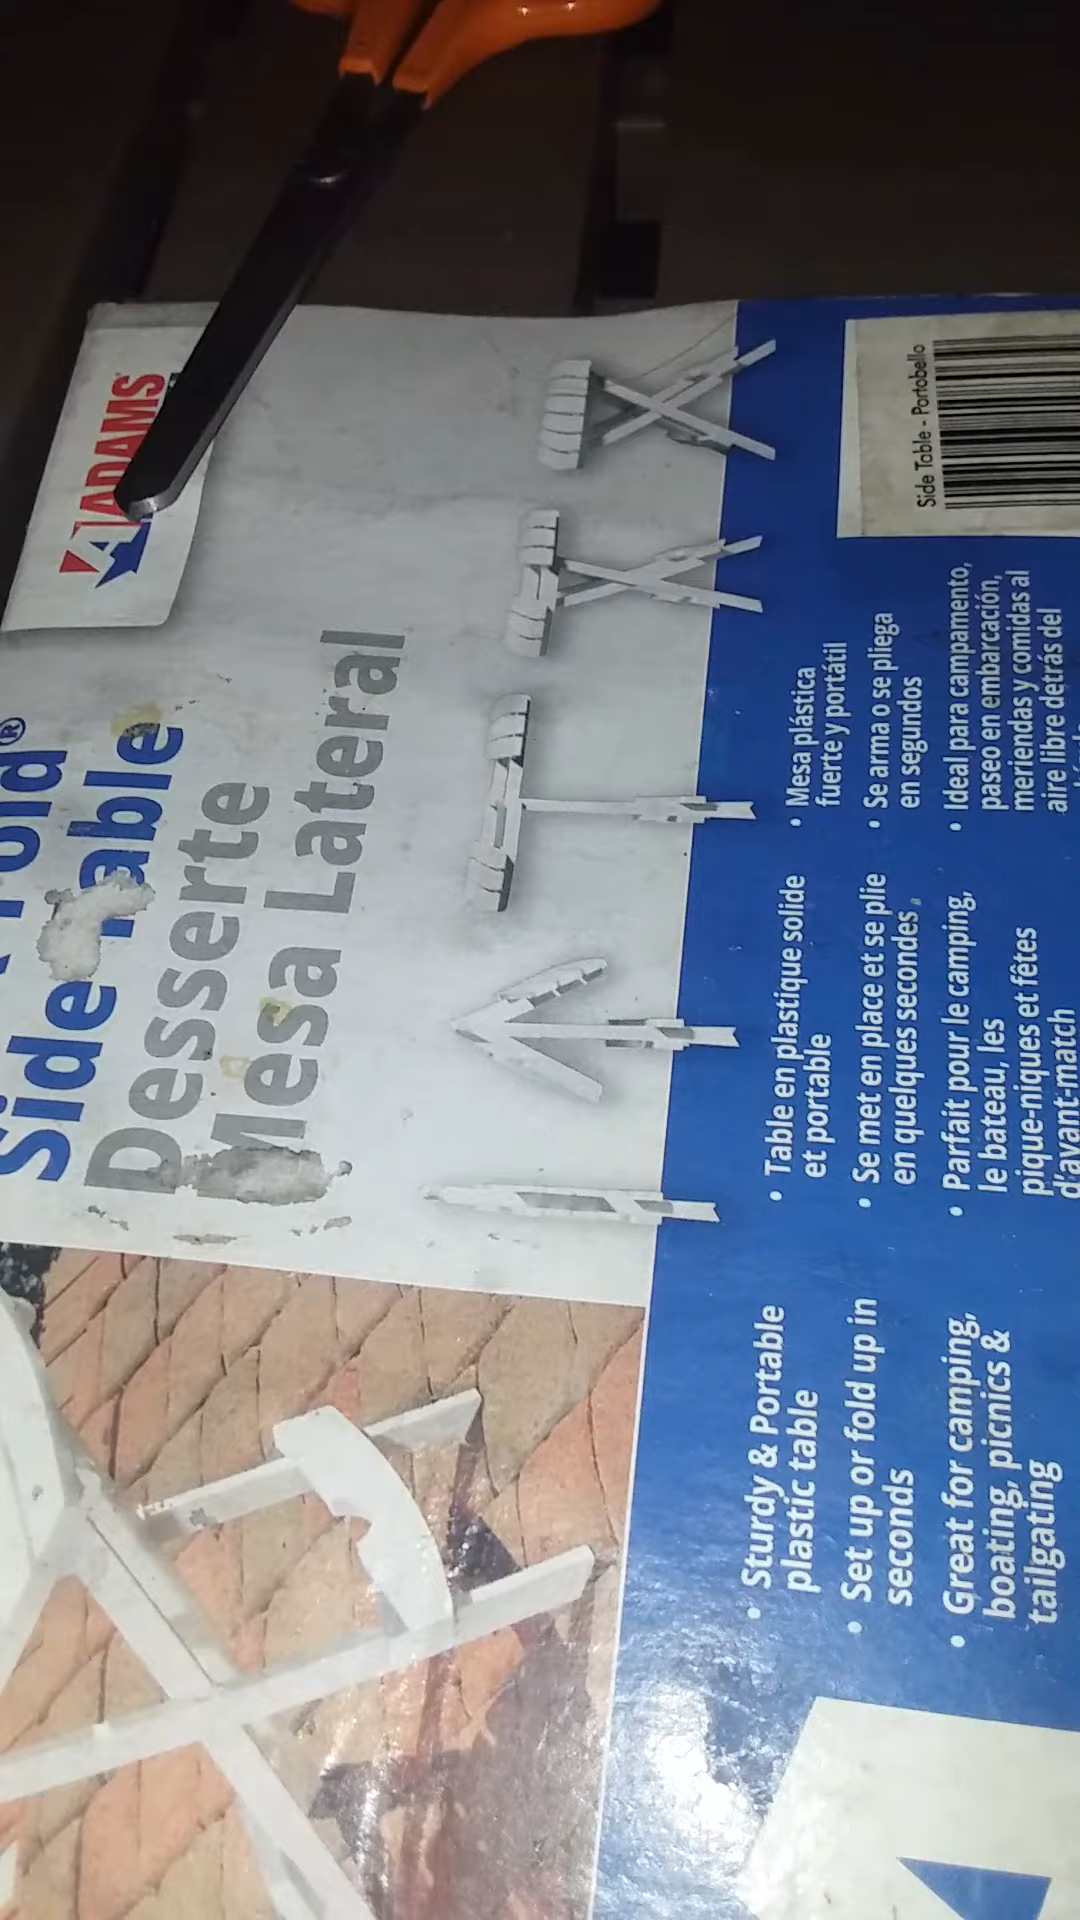 ADAMS
Side Table
Desserte
Mesa Lateral
Side Table - Portobello
• Sturdy & Portable
plastic table
• Set up or fold up in
seconds
• Great for camping,
boating, picnics &
tailgating
• Table en plastique solide
et portable
• Se met en place et se plie
en quelques secondes
• Parfait pour le camping,
le bateau, les
pique-niques et fêtes
d'avant-match
• Mesa plástica
fuerte y portátil
• Se arma o se pliega
en segundos
• Ideal para campamento,
paseo en embarcación,
meriendas y comidas al
aire libre detrás del